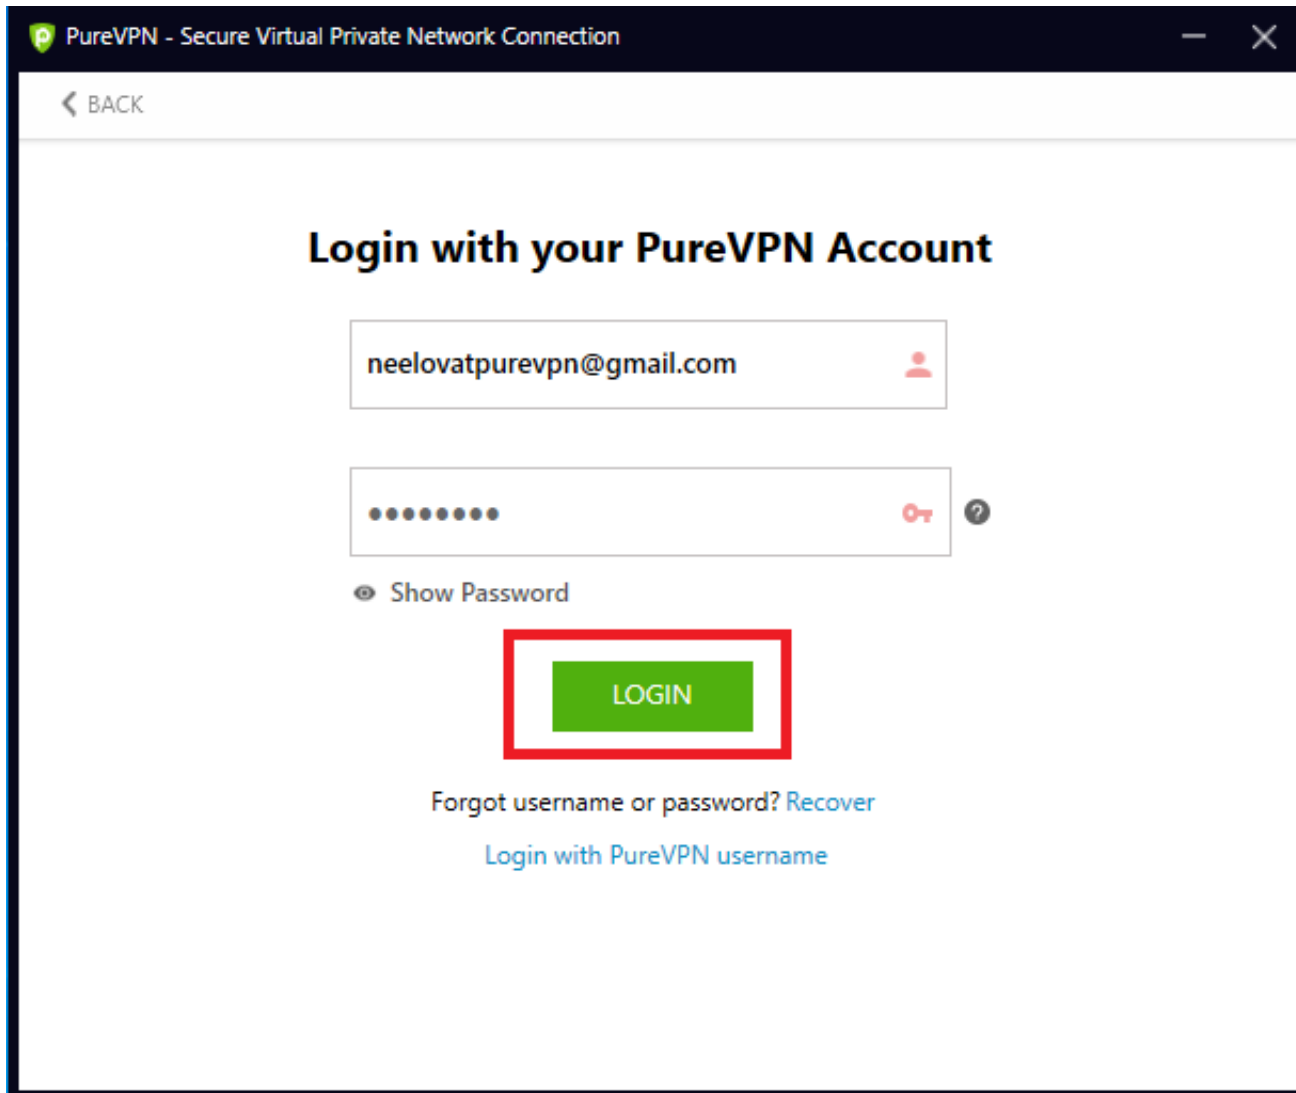 PureVPN - Secure Virtual Private Network Connection
BACK
Login with your PureVPN Account
neelovatpurevpn@gmail.com
●●●●●●●●
Show Password
LOGIN
Forgot username or password? Recover
Login with PureVPN username